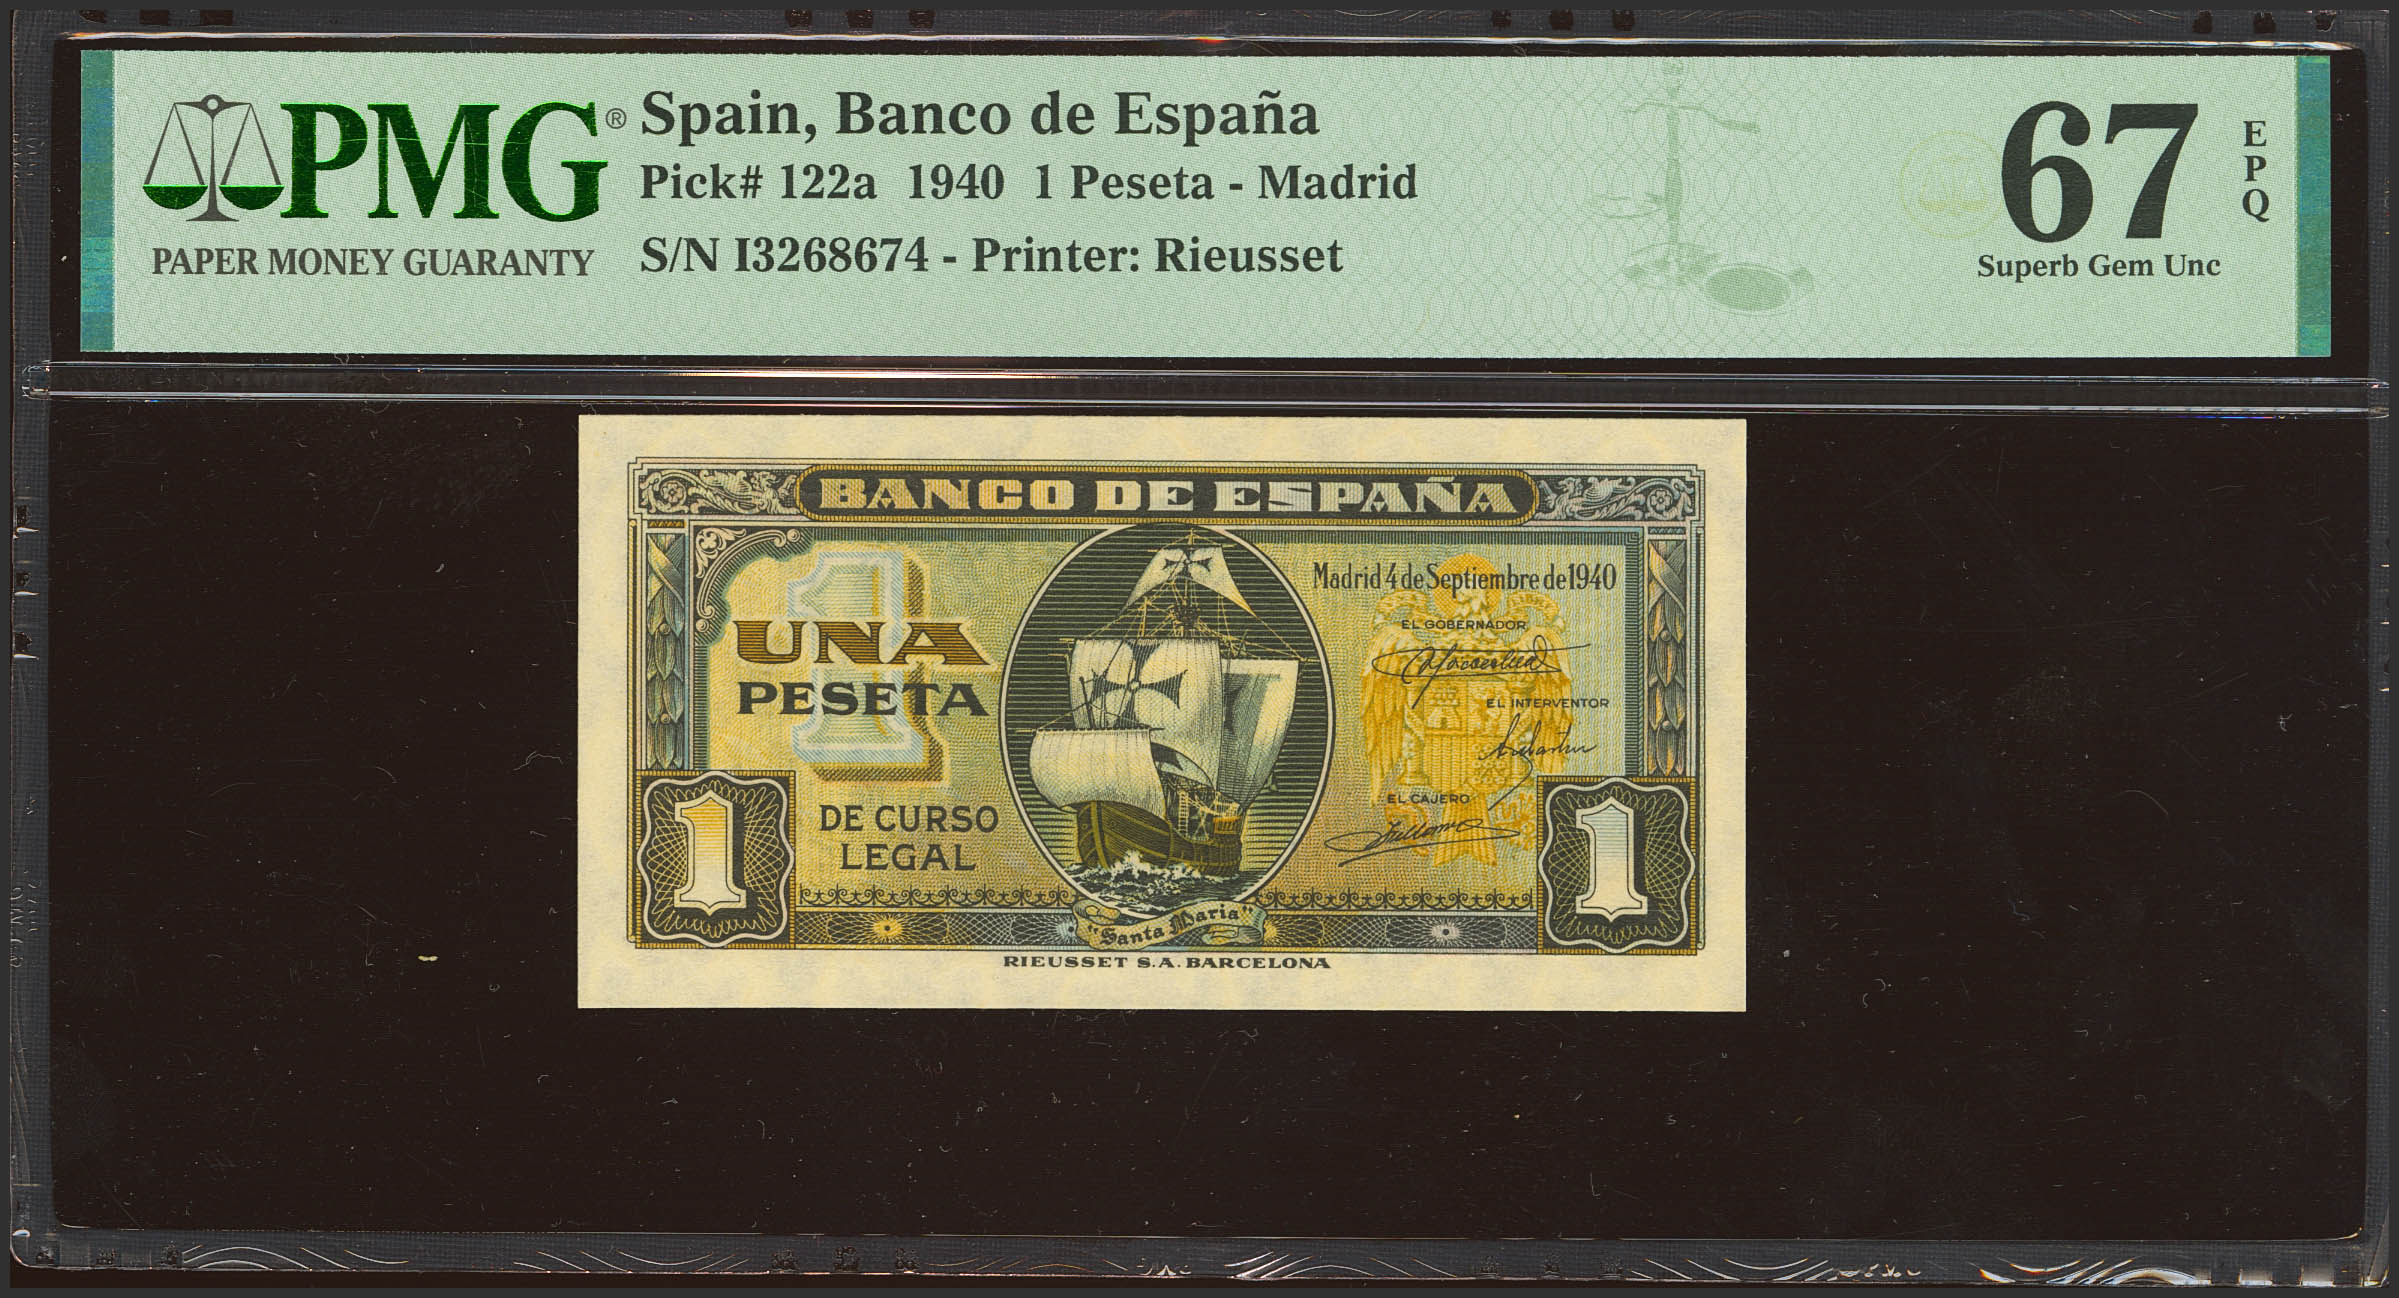 PMG®
PAPER MONEY GUARANTY
Spain, Banco de España
Pick# 122a 1940 1 Peseta - Madrid
S/N I3268674 - Printer: Rieusset
67
EPQ
Superb Gem Unc
BANCO DE ESPAÑA
1
UNA
PESETA
DE CURSO
LEGAL
Madrid 4 de Septiembre de 1940
EL GOBERNADOR
EL INTERVENTOR
EL CAJERO
1
1
"Santa Maria"
RIEUSSET S.A. BARCELONA